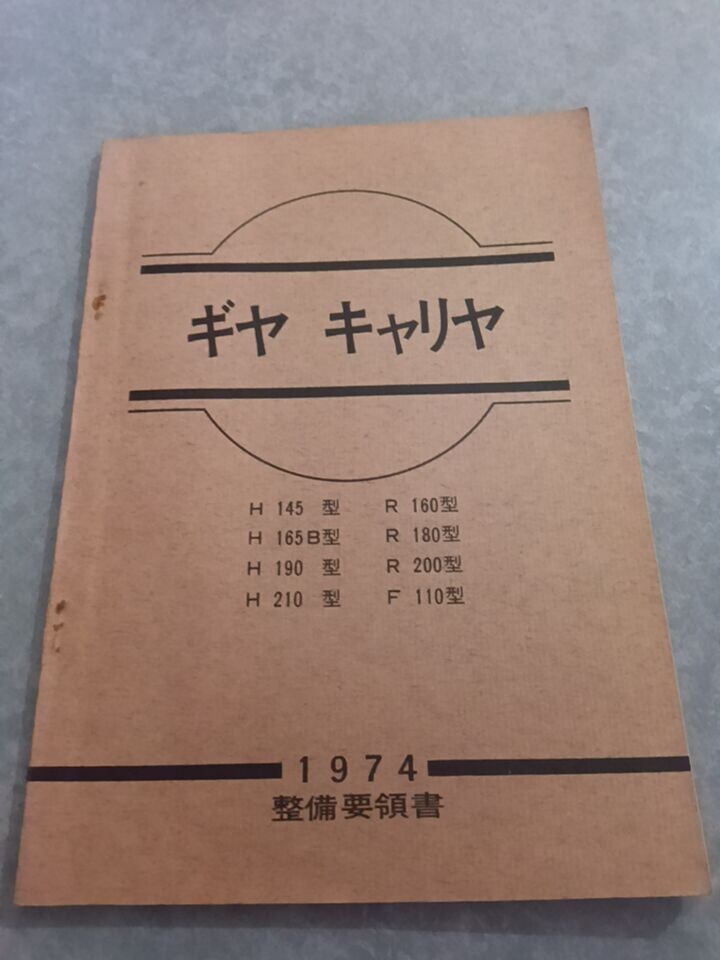 ギヤ キャリヤ
H 145 型 R 160型
H 165B型 R 180型
H 190 型 R 200型
H 210 型 F 110型
1974
整備要領書